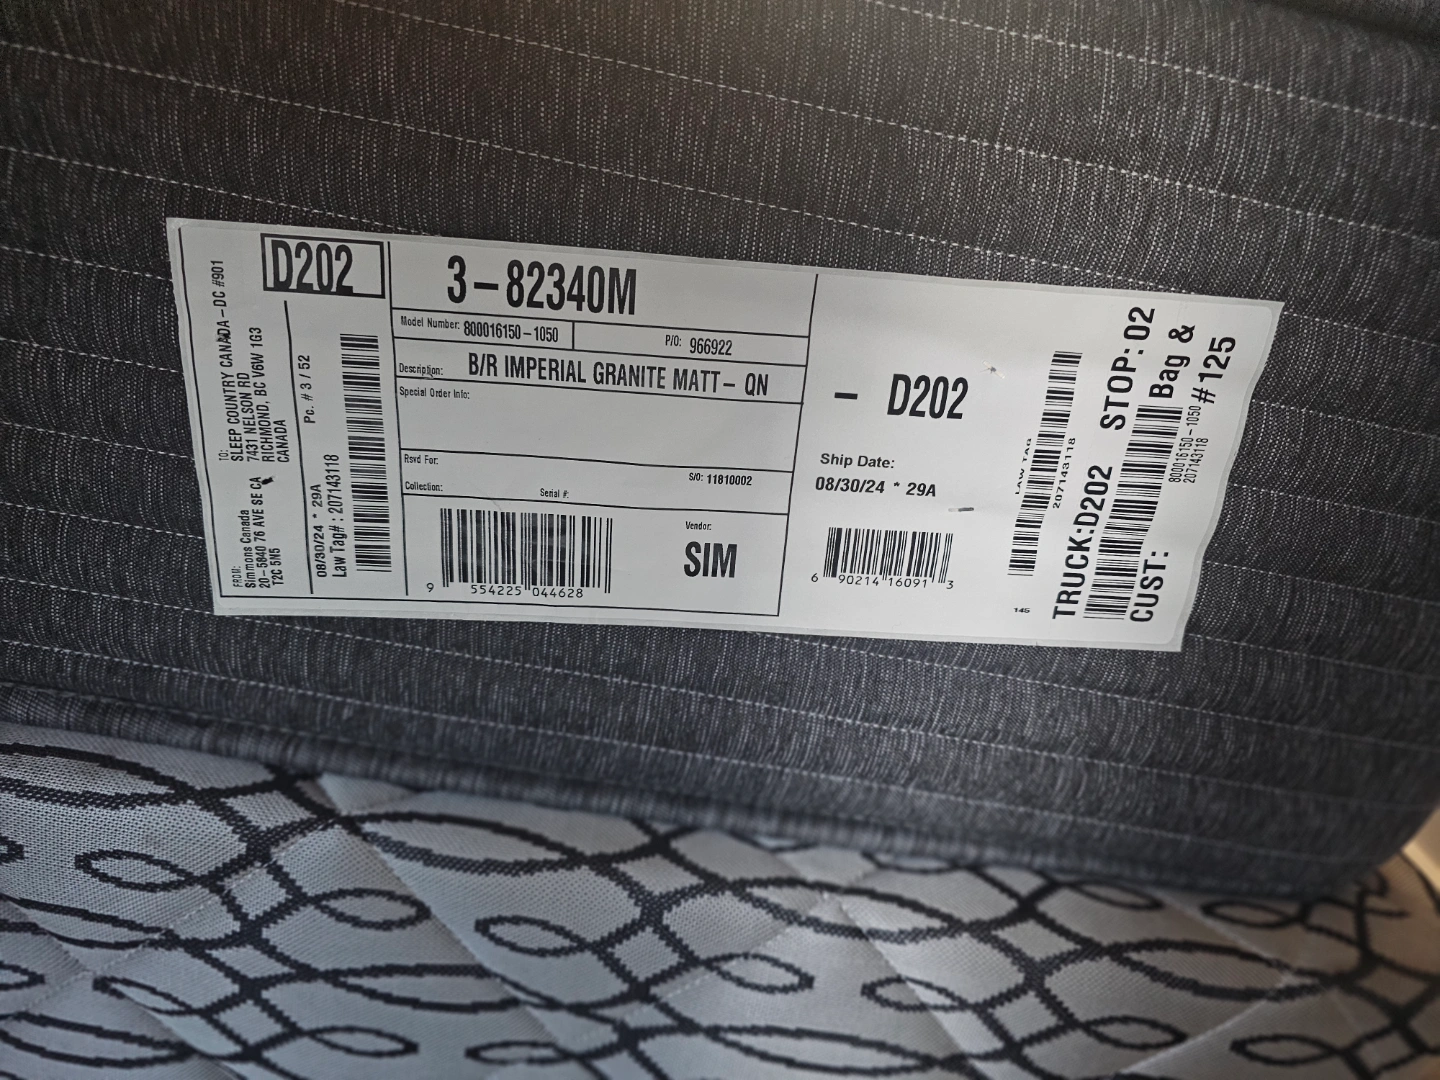 TO:
SLEEP COUNTRY CANADA-DC #901
7431 NELSON RD
RICHMOND, BC V6W 1G3
CANADA
FROM:
Simmons Canada
20-5840 76 AVE SE CA
T2C 5N5
D202
Pc. # 3 / 52
08/30/24 * 29A
Law Tag# : 207143118
3-82340M
Model Number: 800016150-1050
P/O: 966922
Description: B/R IMPERIAL GRANITE MATT- QN
Special Order Info:
Rsvd For:
S/O: 11810002
Collection:
Serial #:
9 554225 044628
Vendor:
SIM
- D202
Ship Date:
08/30/24 * 29A
6 90214 16091 3
LAW TAG
207143118
145
TRUCK:D202 STOP:02
CUST: Bag &
800016150-1050
207143118
#125